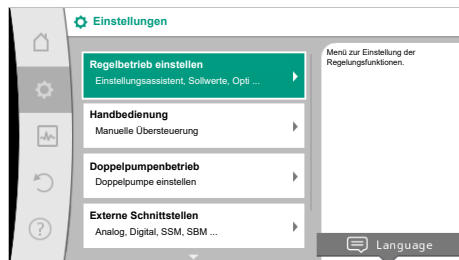 Einstellungen
Regelbetrieb einstellen
Einstellungsassistent, Sollwerte, Opti ...
Handbedienung
Manuelle Übersteuerung
Doppelpumpenbetrieb
Doppelpumpe einstellen
Externe Schnittstellen
Analog, Digital, SSM, SBM ...
Menü zur Einstellung der
Regelungsfunktionen.
Language